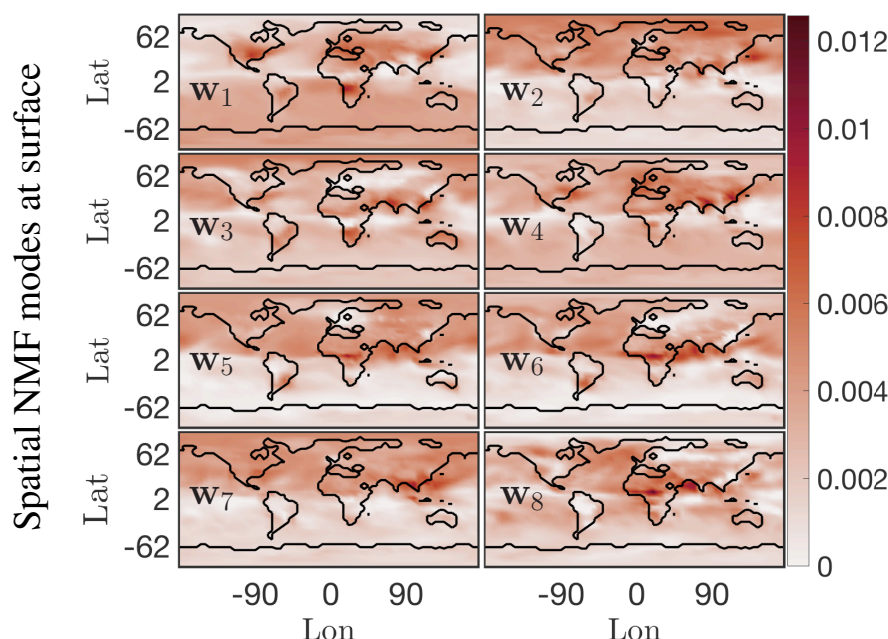 Spatial NMF modes at surface
Lat
62
2
-62
w1
w2
Lat
62
2
-62
w3
w4
Lat
62
2
-62
w5
w6
Lat
62
2
-62
w7
w8
-90 0 90
-90 0 90
Lon
Lon
0.012
0.01
0.008
0.006
0.004
0.002
0